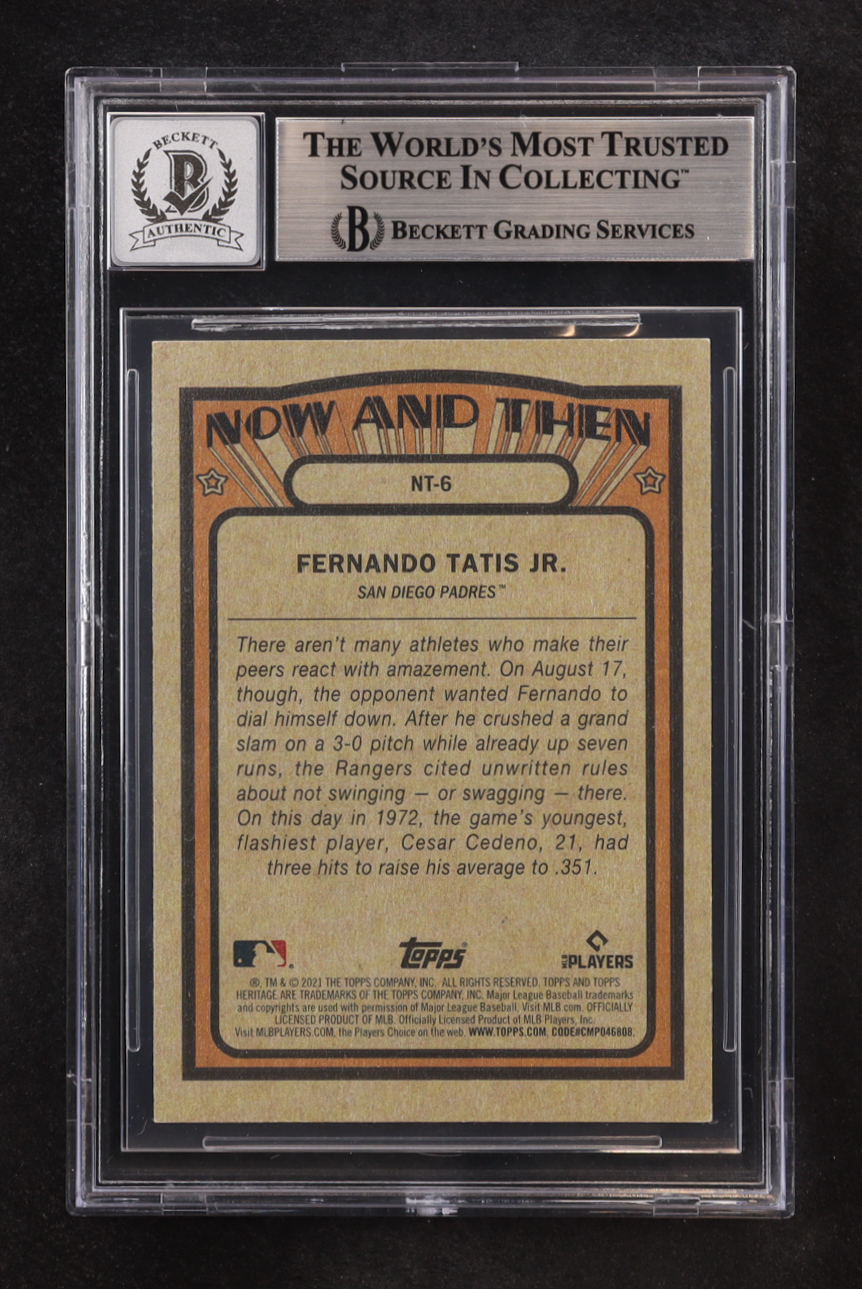 BECKETT
B
AUTHENTIC
THE WORLD'S MOST TRUSTED
SOURCE IN COLLECTING™
B BECKETT GRADING SERVICES
NOW AND THEN
NT-6
FERNANDO TATIS JR.
SAN DIEGO PADRES™
There aren't many athletes who make their
peers react with amazement. On August 17,
though, the opponent wanted Fernando to
dial himself down. After he crushed a grand
slam on a 3-0 pitch while already up seven
runs, the Rangers cited unwritten rules
about not swinging — or swagging — there.
On this day in 1972, the game's youngest,
flashiest player, Cesar Cedeno, 21, had
three hits to raise his average to .351.
Topps®
MLB PLAYERS
®, TM & © 2021 THE TOPPS COMPANY, INC. ALL RIGHTS RESERVED. TOPPS AND TOPPS
HERITAGE ARE TRADEMARKS OF THE TOPPS COMPANY, INC. Major League Baseball trademarks
and copyrights are used with permission of Major League Baseball. Visit MLB.com. OFFICIALLY
LICENSED PRODUCT OF MLB. Officially Licensed Product of MLB Players, Inc.
Visit MLBPLAYERS.COM, the Players Choice on the web. WWW.TOPPS.COM. CODE#CMP046808.